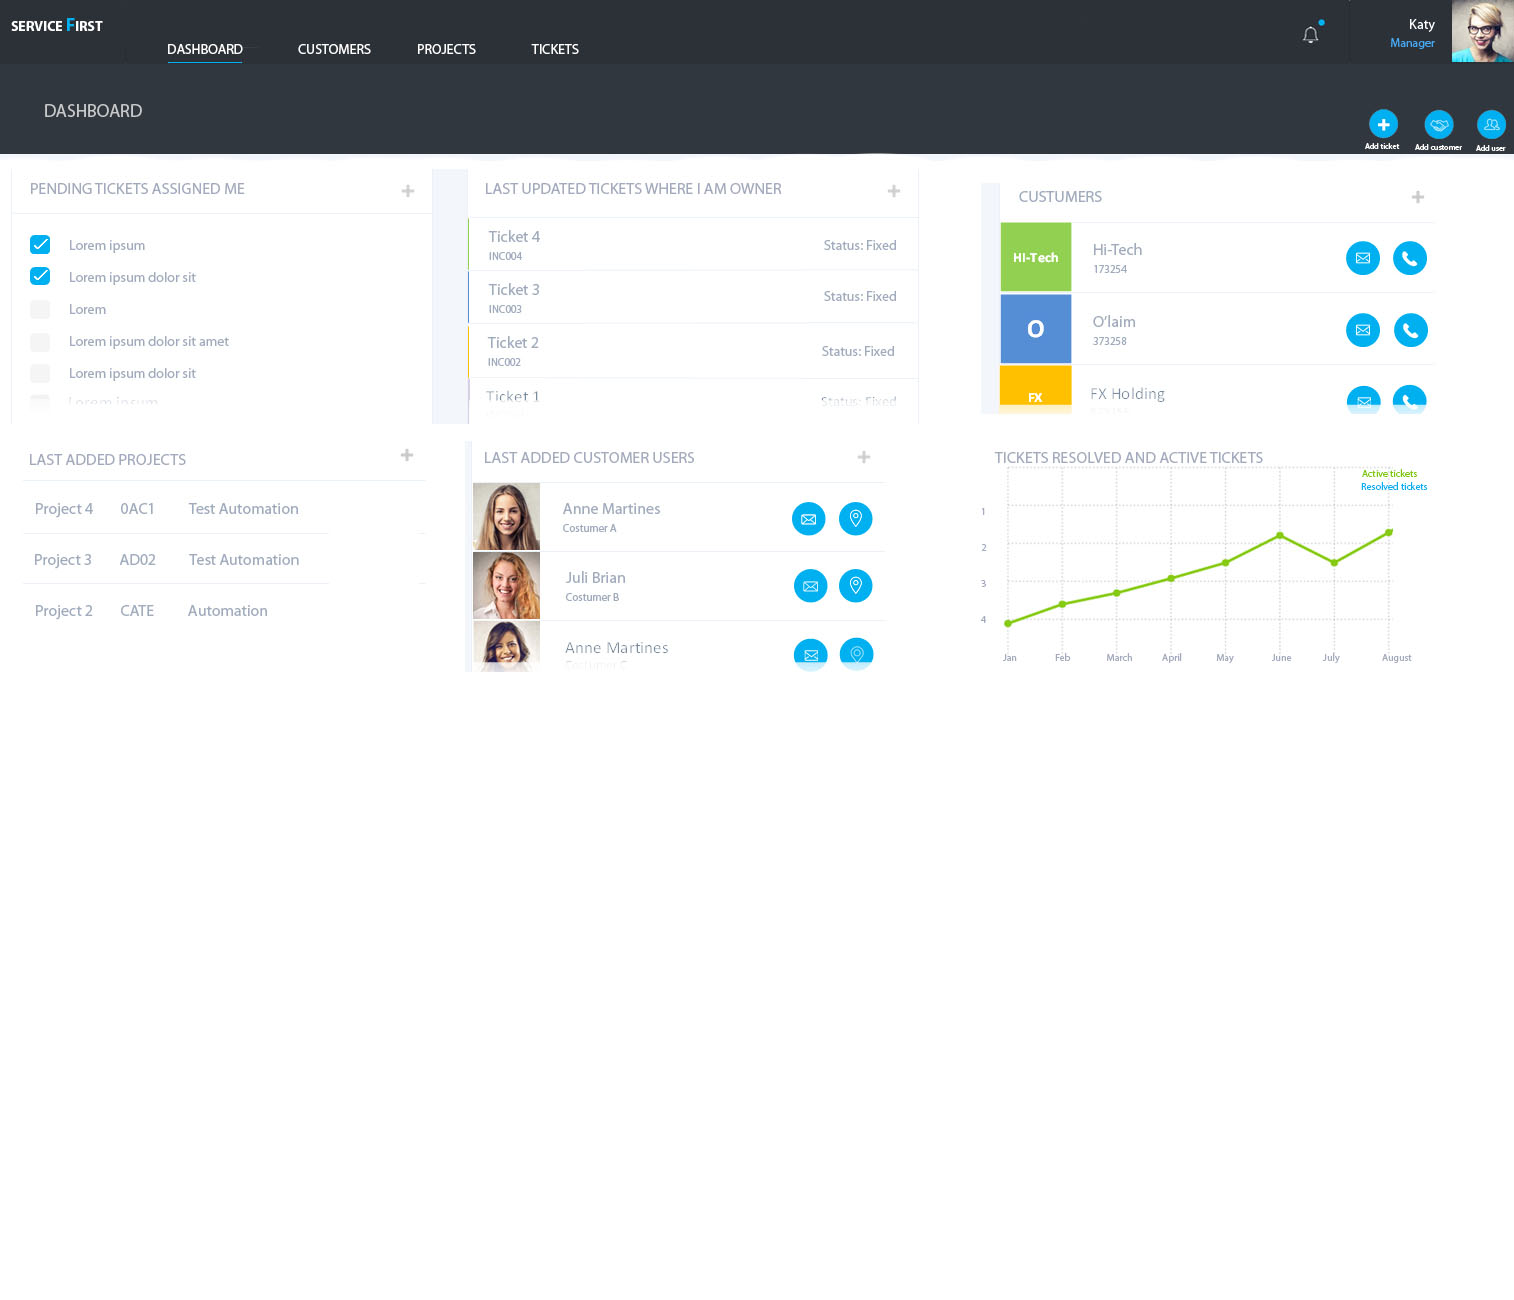 SERVICE FIRST
DASHBOARD
CUSTOMERS
PROJECTS
TICKETS
Katy
Manager
DASHBOARD
Add ticket
Add customer
Add user
PENDING TICKETS ASSIGNED ME
Lorem ipsum
Lorem ipsum dolor sit
Lorem
Lorem ipsum dolor sit amet
Lorem ipsum dolor sit
Lorem ipsum
LAST UPDATED TICKETS WHERE I AM OWNER
Ticket 4
INC004
Status: Fixed
Ticket 3
INC003
Status: Fixed
Ticket 2
INC002
Status: Fixed
Ticket 1
Status: Fixed
CUSTUMERS
HI-Tech
Hi-Tech
173254
O
O'laim
373258
FX
FX Holding
LAST ADDED PROJECTS
Project 4 0AC1 Test Automation
Project 3 AD02 Test Automation
Project 2 CATE Automation
LAST ADDED CUSTOMER USERS
Anne Martines
Costumer A
Juli Brian
Costumer B
Anne Martines
Costumer C
TICKETS RESOLVED AND ACTIVE TICKETS
Active tickets
Resolved tickets
1
2
3
4
Jan Feb March April May June July August